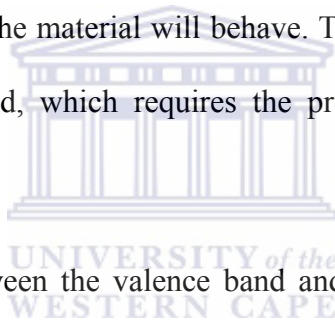 he material will behave. T
d, which requires the pr
UNIVERSITY of the
ween the valence band and
WESTERN CAPE